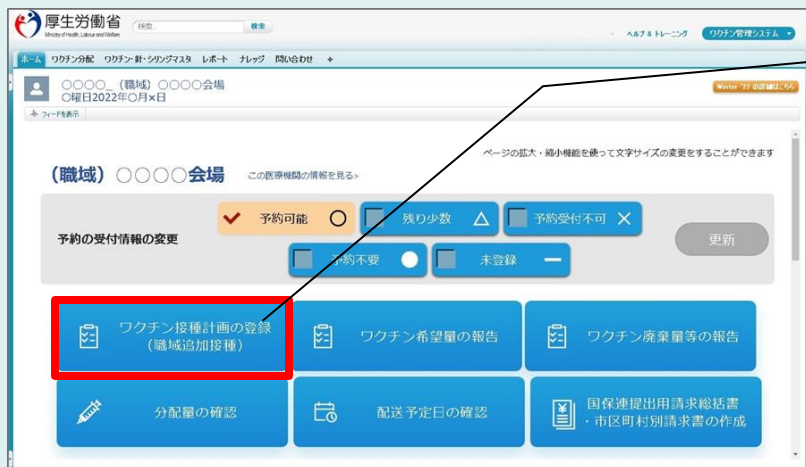 厚生労働省
Ministry of Health, Labour and Welfare
検索...
検索
ヘルプ & トレーニング
ワクチン管理システム
ホーム ワクチン分配 ワクチン・針・シリンジマスタ レポート ナレッジ 問い合わせ +
○○○○_（職域）○○○○会場
○曜日2022年○月×日
Winter '22 の詳細はこちら
フィードを表示
ページの拡大・縮小機能を使って文字サイズの変更をすることができます
（職域）○○○○会場
この医療機関の情報を見る>
予約の受付情報の変更
予約可能 ○
残り少数 △
予約受付不可 ×
予約不要 ●
未登録 ー
更新
ワクチン接種計画の登録
（職域追加接種）
ワクチン希望量の報告
ワクチン廃棄量等の報告
分配量の確認
配送予定日の確認
国保連提出用請求総括書
・市区町村別請求書の作成